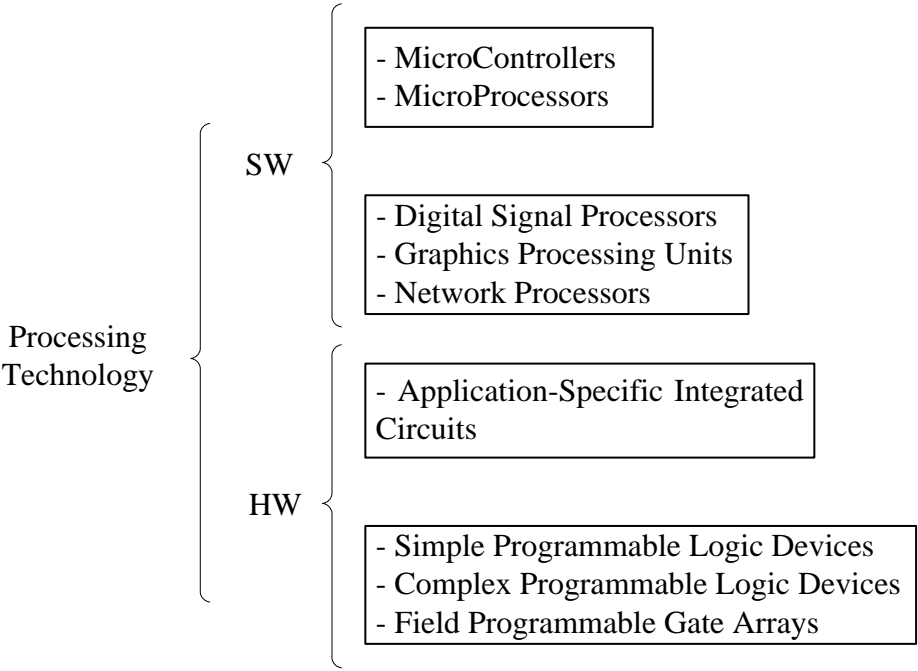 Processing
Technology
SW
- MicroControllers
- MicroProcessors
- Digital Signal Processors
- Graphics Processing Units
- Network Processors
HW
- Application-Specific Integrated
Circuits
- Simple Programmable Logic Devices
- Complex Programmable Logic Devices
- Field Programmable Gate Arrays